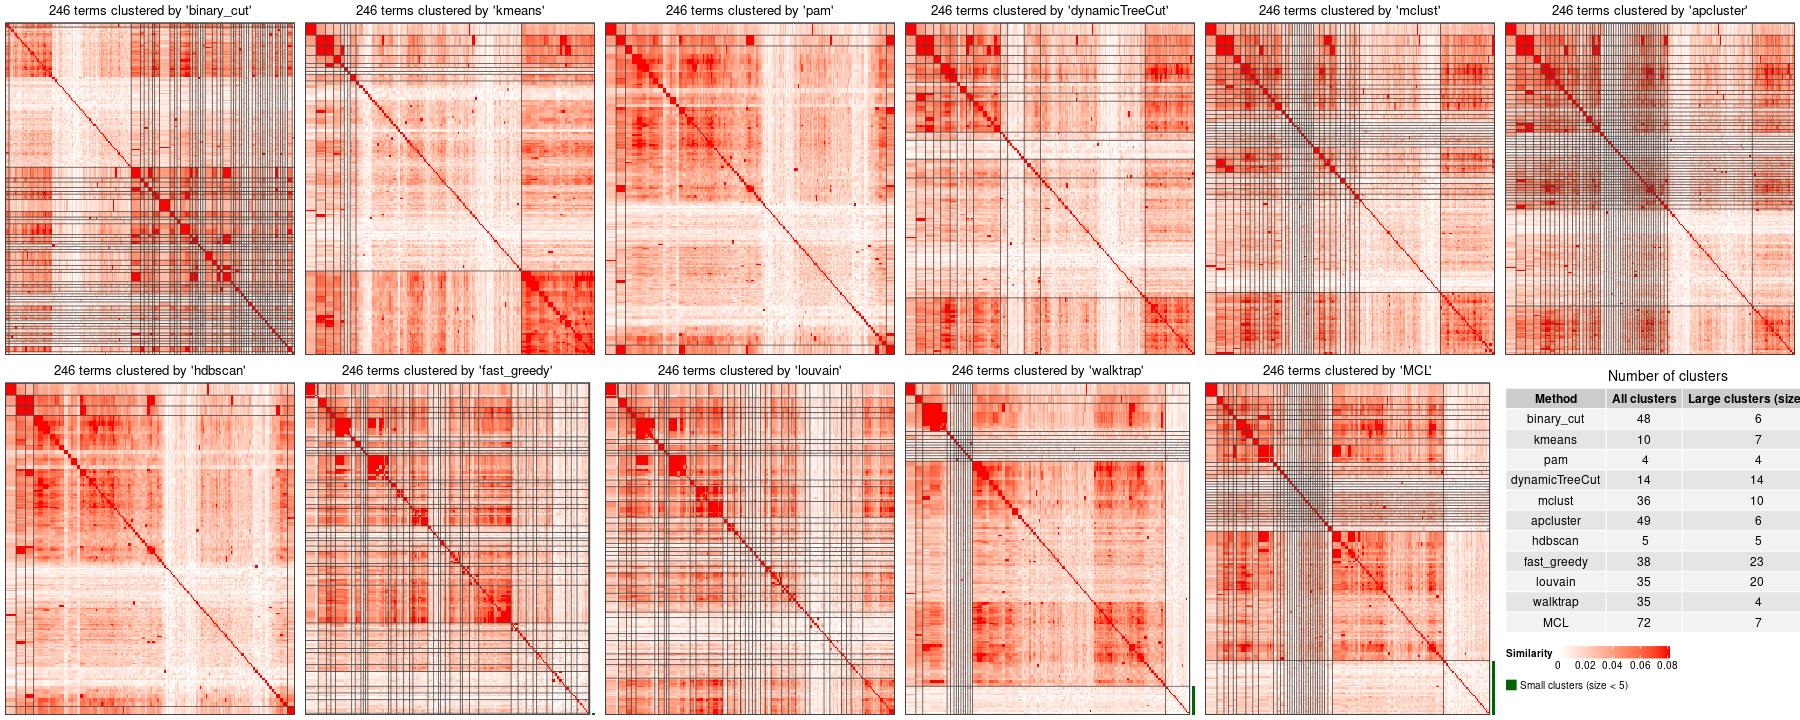 246 terms clustered by 'binary_cut'
246 terms clustered by 'kmeans'
246 terms clustered by 'pam'
246 terms clustered by 'dynamicTreeCut'
246 terms clustered by 'mclust'
246 terms clustered by 'apcluster'
246 terms clustered by 'hdbscan'
246 terms clustered by 'fast_greedy'
246 terms clustered by 'louvain'
246 terms clustered by 'walktrap'
246 terms clustered by 'MCL'
Number of clusters
Method All clusters Large clusters (size
binary_cut 48 6
kmeans 10 7
pam 4 4
dynamicTreeCut 14 14
mclust 36 10
apcluster 49 6
hdbscan 5 5
fast_greedy 38 23
louvain 35 20
walktrap 35 4
MCL 72 7
Similarity
0 0.02 0.04 0.06 0.08
Small clusters (size < 5)